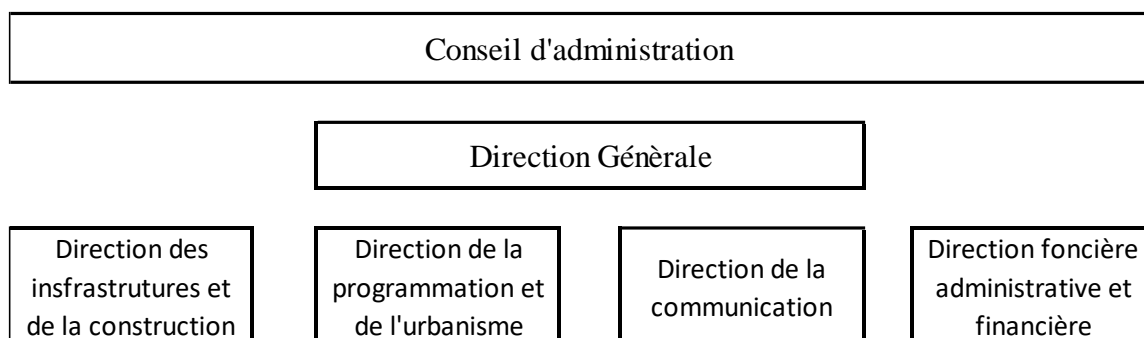 Conseil d'administration
Direction Génèrale
Direction des
insfrastrutures et
de la construction
Direction de la
programmation et
de l'urbanisme
Direction de la
communication
Direction foncière
administrative et
financière